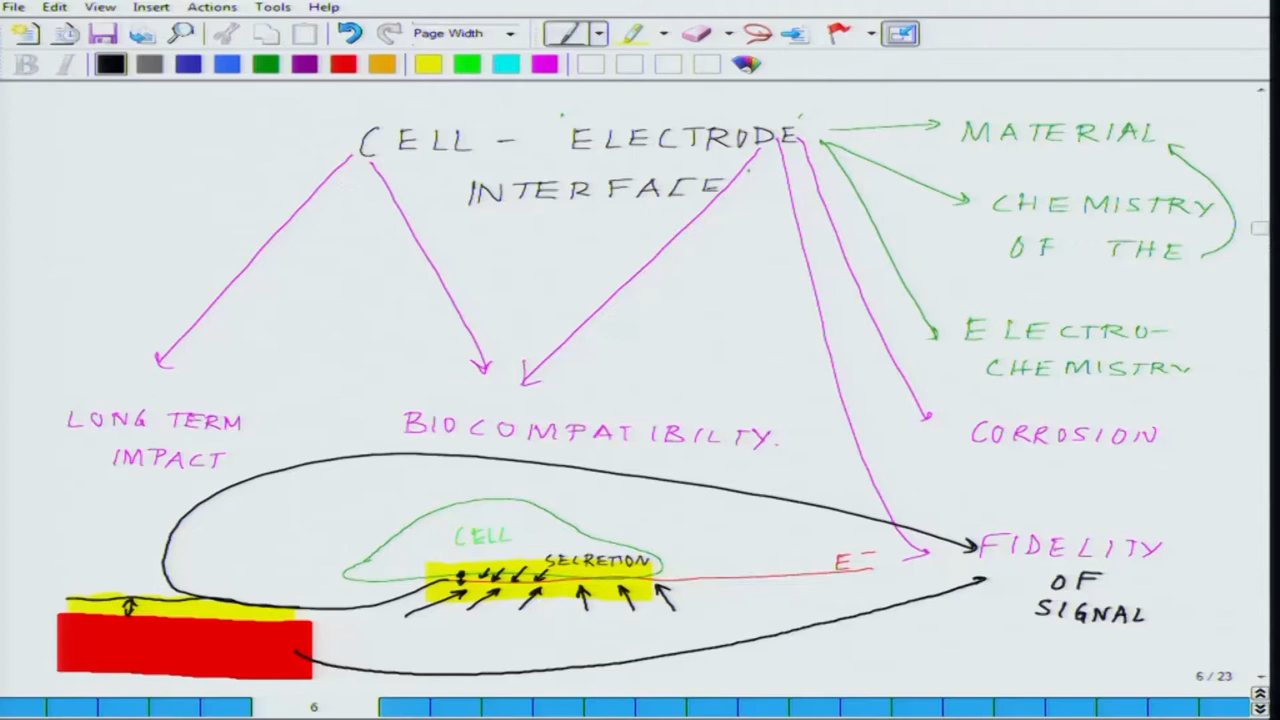 File Edit View Insert Actions Tools Help
Page Width
B I
CELL - ELECTRODE
INTERFACE
MATERIAL
CHEMISTRY
OF THE
ELECTRO-
CHEMISTRY
LONG TERM
IMPACT
BIOCOMPATIBILTY.
CORROSION
CELL
SECRETION
E-
FIDELITY
OF
SIGNAL
6 / 23
6